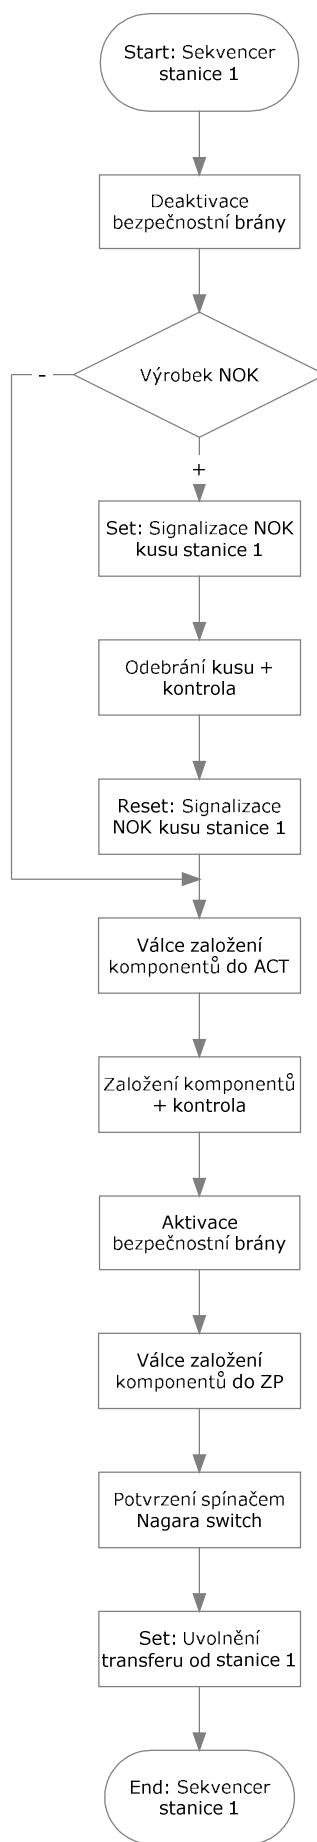 Start: Sekvencer
stanice 1
Deaktivace
bezpečnostní brány
Výrobek NOK
-
+
Set: Signalizace NOK
kusu stanice 1
Odebrání kusu +
kontrola
Reset: Signalizace
NOK kusu stanice 1
Válce založení
komponentů do ACT
Založení komponentů
+ kontrola
Aktivace
bezpečnostní brány
Válce založení
komponentů do ZP
Potvrzení spínačem
Nagara switch
Set: Uvolnění
transferu od stanice 1
End: Sekvencer
stanice 1